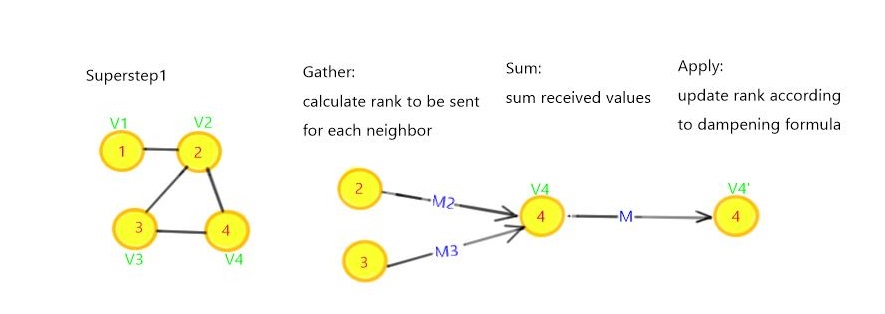 Superstep1
V1
V2
1
2
3
4
V3
V4
Gather:
calculate rank to be sent
for each neighbor
Sum:
sum received values
Apply:
update rank according
to dampening formula
2
M2
3
M3
V4
4
M
V4'
4